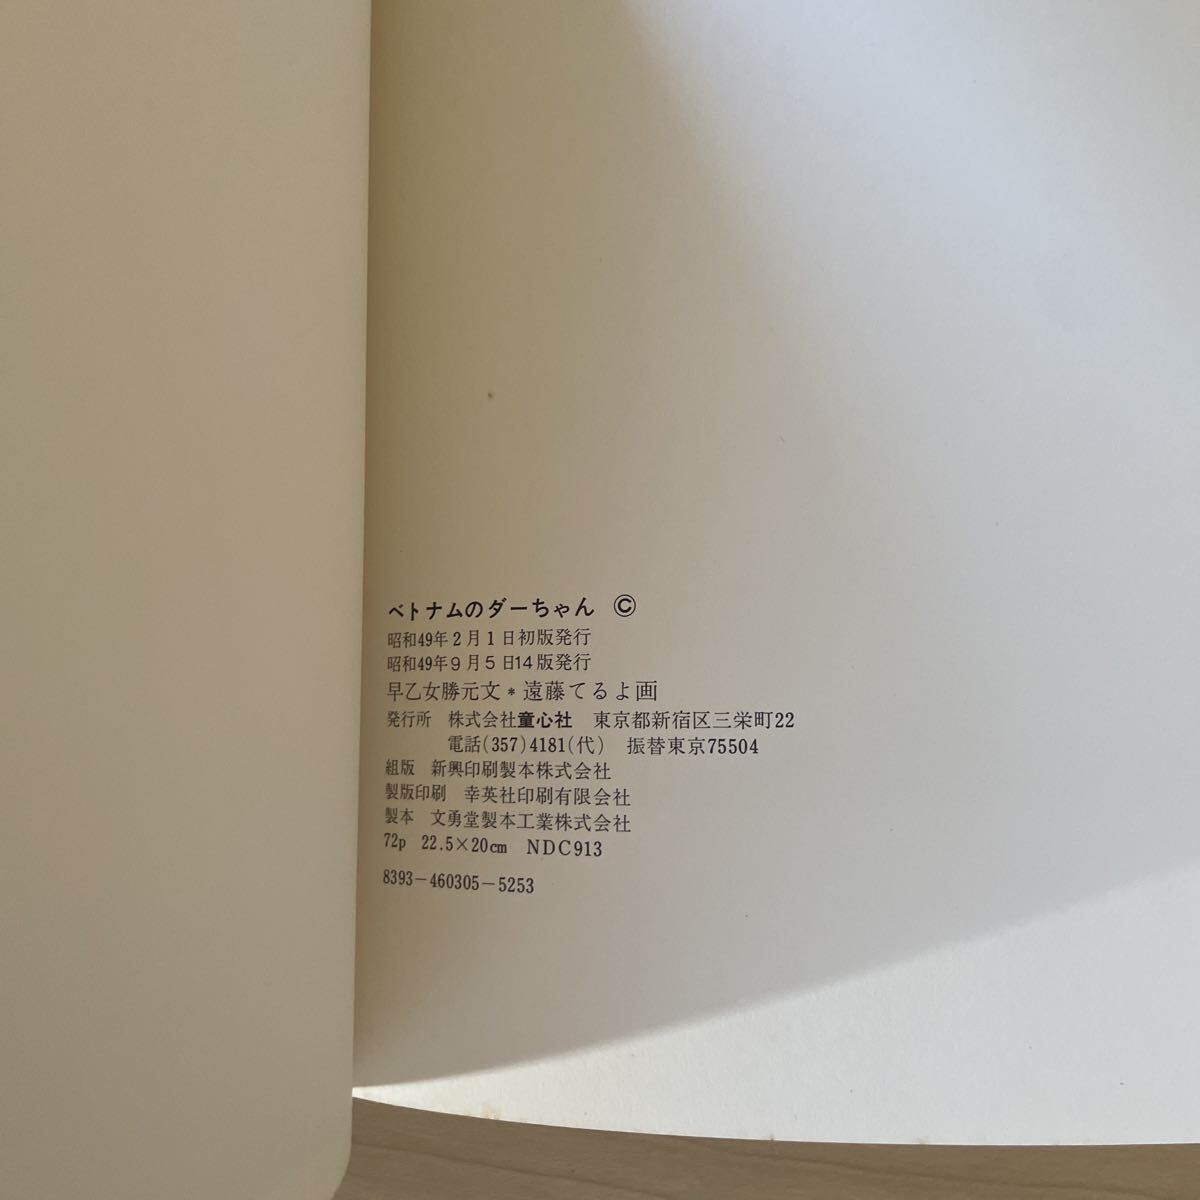 ベトナムのダーちゃん ©
昭和49年2月1日初版発行
昭和49年9月5日14版発行
早乙女勝元文*遠藤てるよ画
発行所 株式会社童心社 東京都新宿区三栄町22
電話(357)4181(代) 振替東京75504
組版 新興印刷製本株式会社
製版印刷 幸英社印刷有限会社
製本 文勇堂製本工業株式会社
72p 22.5×20cm NDC913
8393-460305-5253